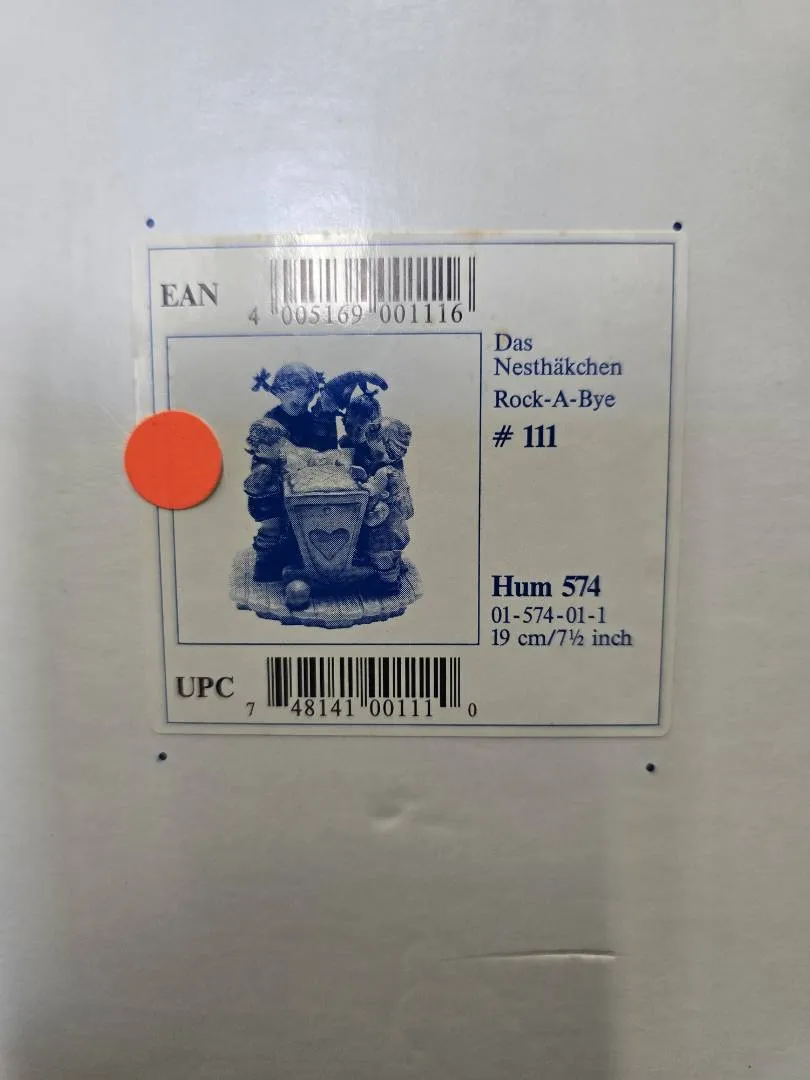 EAN
4 005169 001116
Das
Nesthäkchen
Rock-A-Bye
# 111
Hum 574
01-574-01-1
19 cm/7½ inch
UPC
7 48141 00111 0